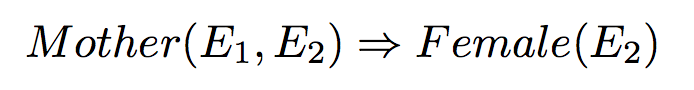 Mother(E₁, E₂) ⇒ Female(E₂)